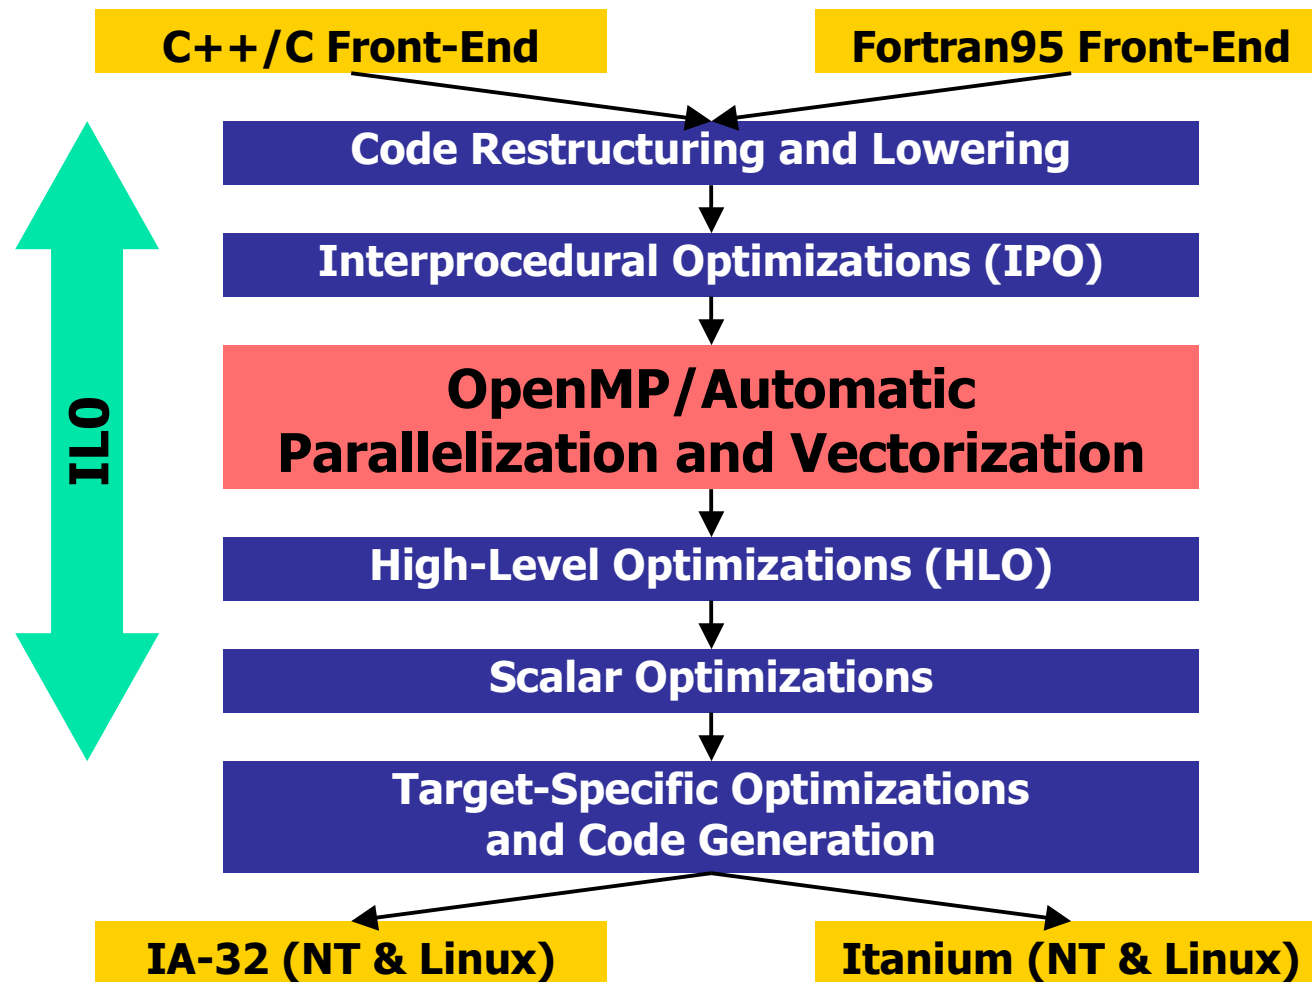 C++/C Front-End
Fortran95 Front-End
Code Restructuring and Lowering
Interprocedural Optimizations (IPO)
OpenMP/Automatic
Parallelization and Vectorization
IL0
High-Level Optimizations (HLO)
Scalar Optimizations
Target-Specific Optimizations
and Code Generation
IA-32 (NT & Linux)
Itanium (NT & Linux)